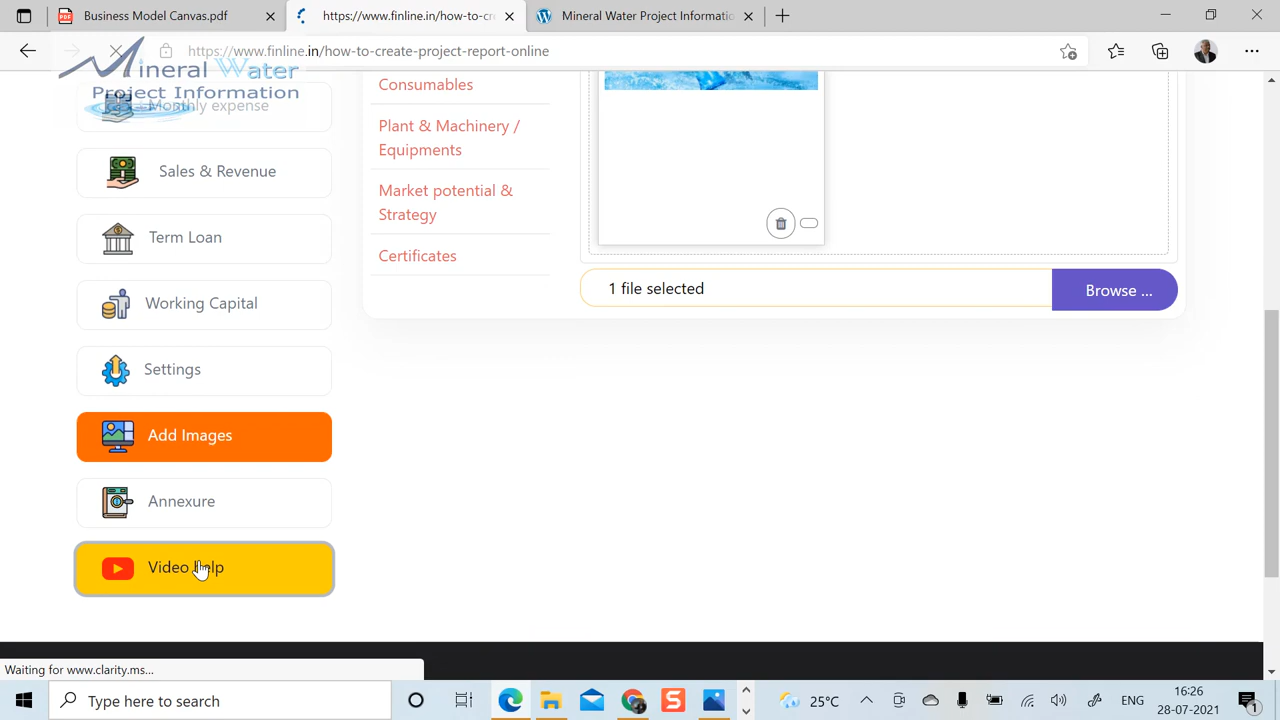 Business Model Canvas.pdf
https://www.finline.in/how-to-cr
Mineral Water Project Informatio
https://www.finline.in/how-to-create-project-report-online
Mineral Water
Project Information
Monthly expense
Sales & Revenue
Term Loan
Working Capital
Settings
Add Images
Annexure
Video Help
Consumables
Plant & Machinery /
Equipments
Market potential &
Strategy
Certificates
1 file selected
Browse ...
Waiting for www.clarity.ms...
Type here to search
25°C
ENG
16:26
28-07-2021
1